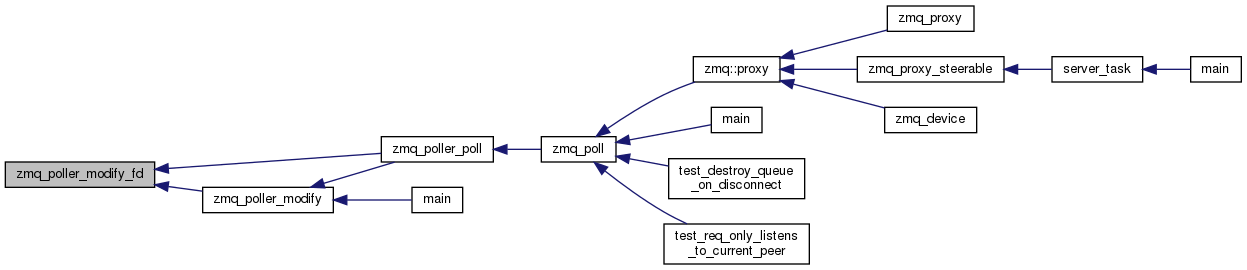 zmq_proxy
zmq::proxy
zmq_proxy_steerable
server_task
main
main
zmq_device
zmq_poller_poll
zmq_poll
zmq_poller_modify_fd
test_destroy_queue
_on_disconnect
zmq_poller_modify
main
test_req_only_listens
_to_current_peer